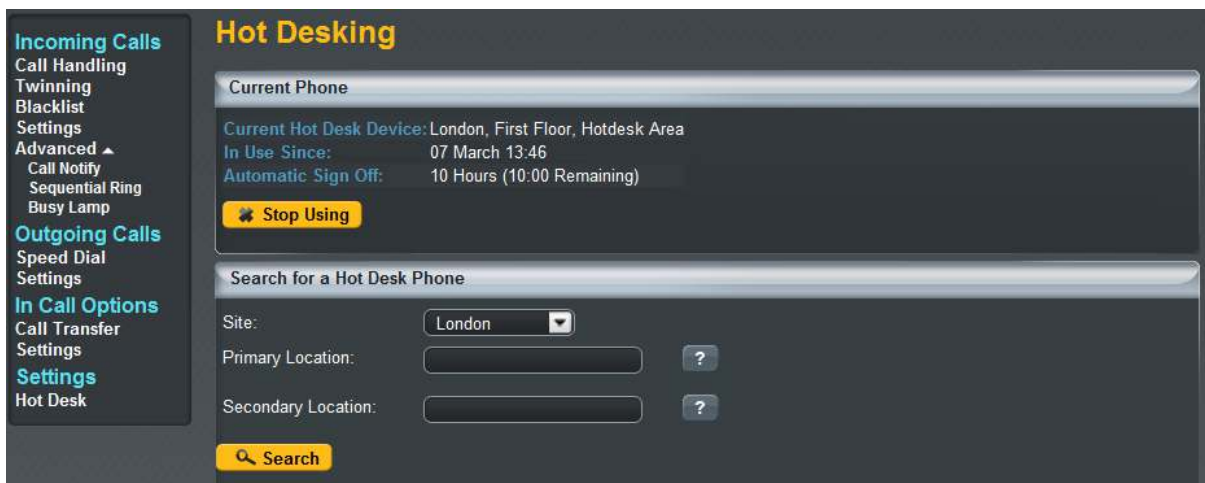 Incoming Calls
Call Handling
Twinning
Blacklist
Settings
Advanced
Call Notify
Sequential Ring
Busy Lamp
Outgoing Calls
Speed Dial
Settings
In Call Options
Call Transfer
Settings
Settings
Hot Desk
Hot Desking
Current Phone
Current Hot Desk Device: London, First Floor, Hotdesk Area
In Use Since: 07 March 13:46
Automatic Sign Off: 10 Hours (10:00 Remaining)
Stop Using
Search for a Hot Desk Phone
Site: London
Primary Location: ?
Secondary Location: ?
Search